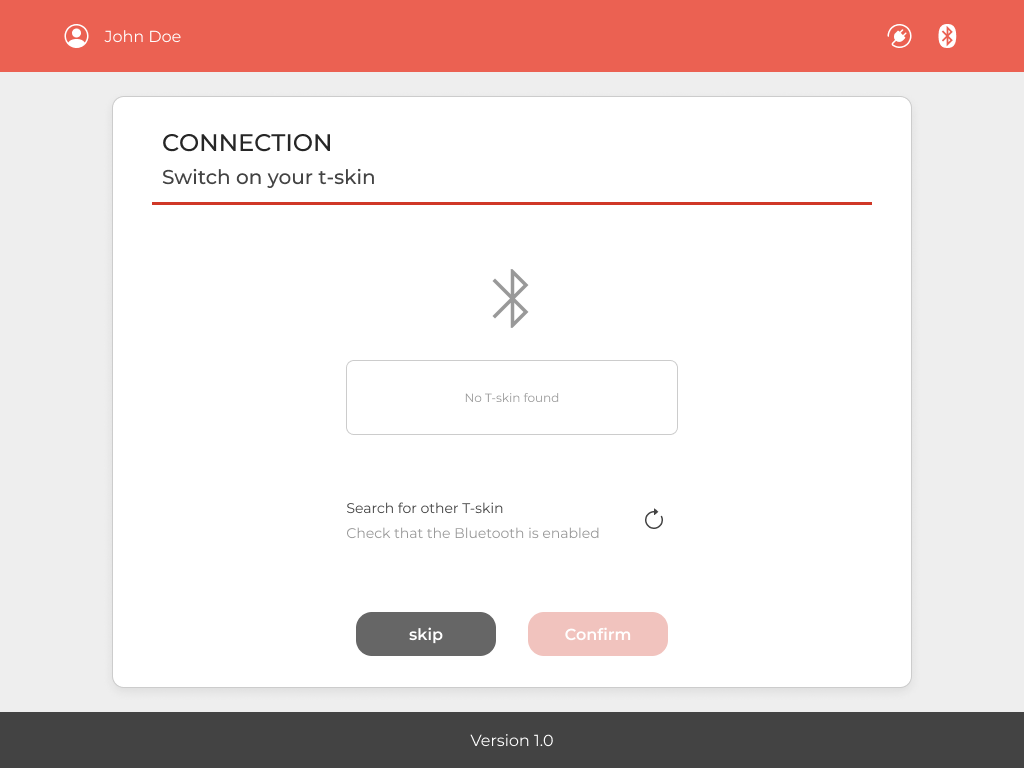 John Doe
CONNECTION
Switch on your t-skin
No T-skin found
Search for other T-skin
Check that the Bluetooth is enabled
skip
Confirm
Version 1.0